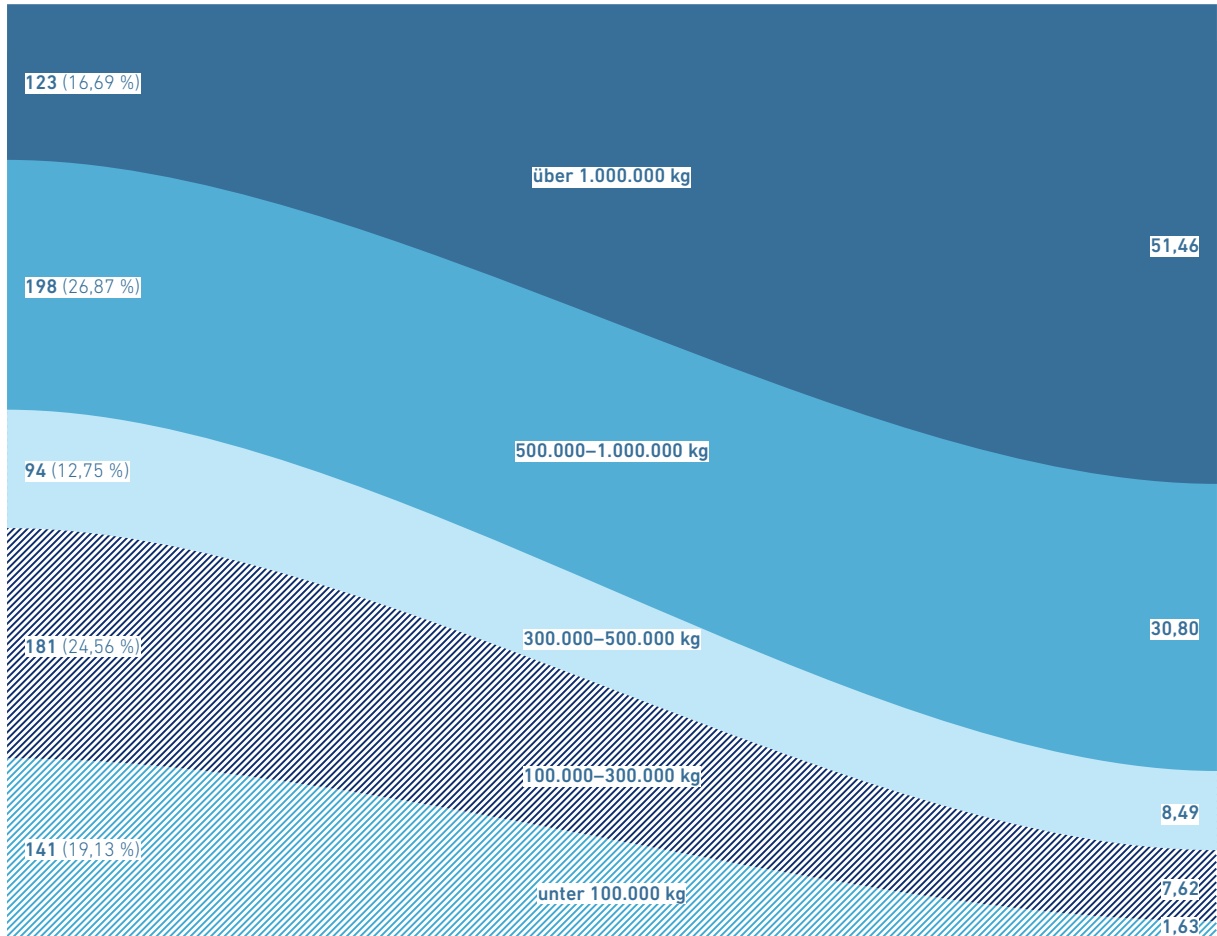 123 (16,69 %)
über 1.000.000 kg
51,46
198 (26,87 %)
500.000–1.000.000 kg
30,80
94 (12,75 %)
300.000–500.000 kg
8,49
181 (24,56 %)
100.000–300.000 kg
7,62
141 (19,13 %)
unter 100.000 kg
1,63